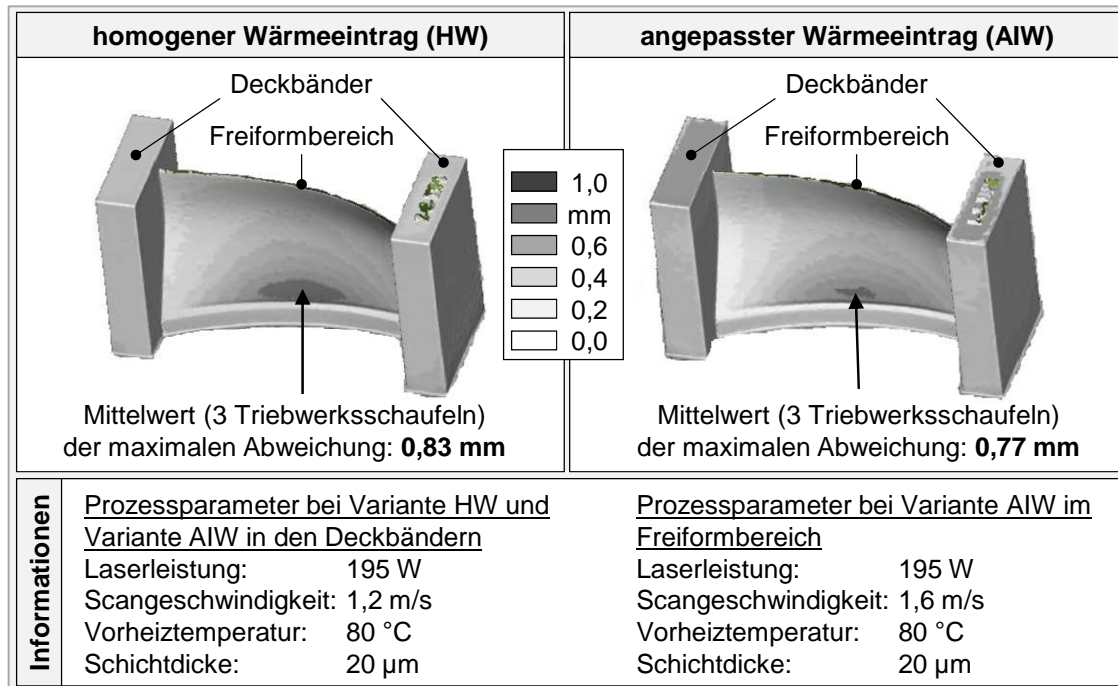 homogener Wärmeeintrag (HW)
Deckbänder
Freiformbereich
Mittelwert (3 Triebwerksschaufeln)
der maximalen Abweichung: 0,83 mm
1,0
mm
0,6
0,4
0,2
0,0
angepasster Wärmeeintrag (AIW)
Deckbänder
Freiformbereich
Mittelwert (3 Triebwerksschaufeln)
der maximalen Abweichung: 0,77 mm
Informationen
Prozessparameter bei Variante HW und
Variante AIW in den Deckbändern
Laserleistung: 195 W
Scangeschwindigkeit: 1,2 m/s
Vorheiztemperatur: 80 °C
Schichtdicke: 20 µm
Prozessparameter bei Variante AIW im
Freiformbereich
Laserleistung: 195 W
Scangeschwindigkeit: 1,6 m/s
Vorheiztemperatur: 80 °C
Schichtdicke: 20 µm